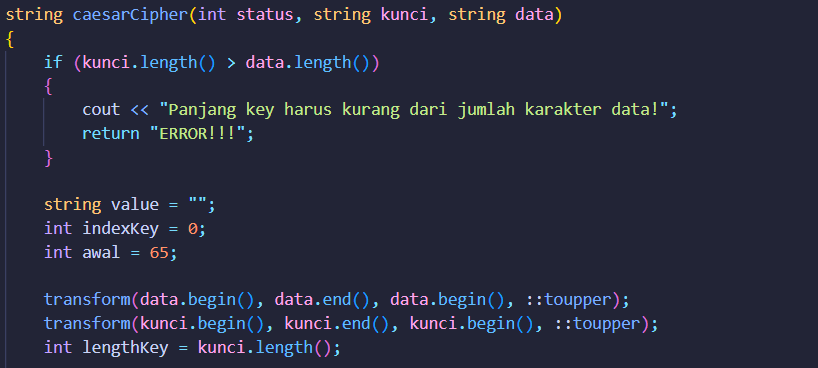 string caesarCipher(int status, string kunci, string data)
{
    if (kunci.length() > data.length())
    {
        cout << "Panjang key harus kurang dari jumlah karakter data!";
        return "ERROR!!!";
    }

    string value = "";
    int indexKey = 0;
    int awal = 65;

    transform(data.begin(), data.end(), data.begin(), ::toupper);
    transform(kunci.begin(), kunci.end(), kunci.begin(), ::toupper);
    int lengthKey = kunci.length();